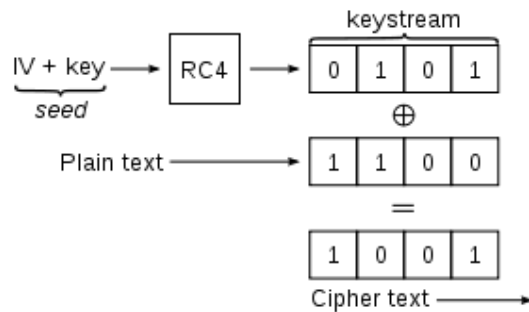 keystream
IV + key RC4 0 1 0 1
seed
⊕
Plain text 1 1 0 0
=
1 0 0 1
Cipher text